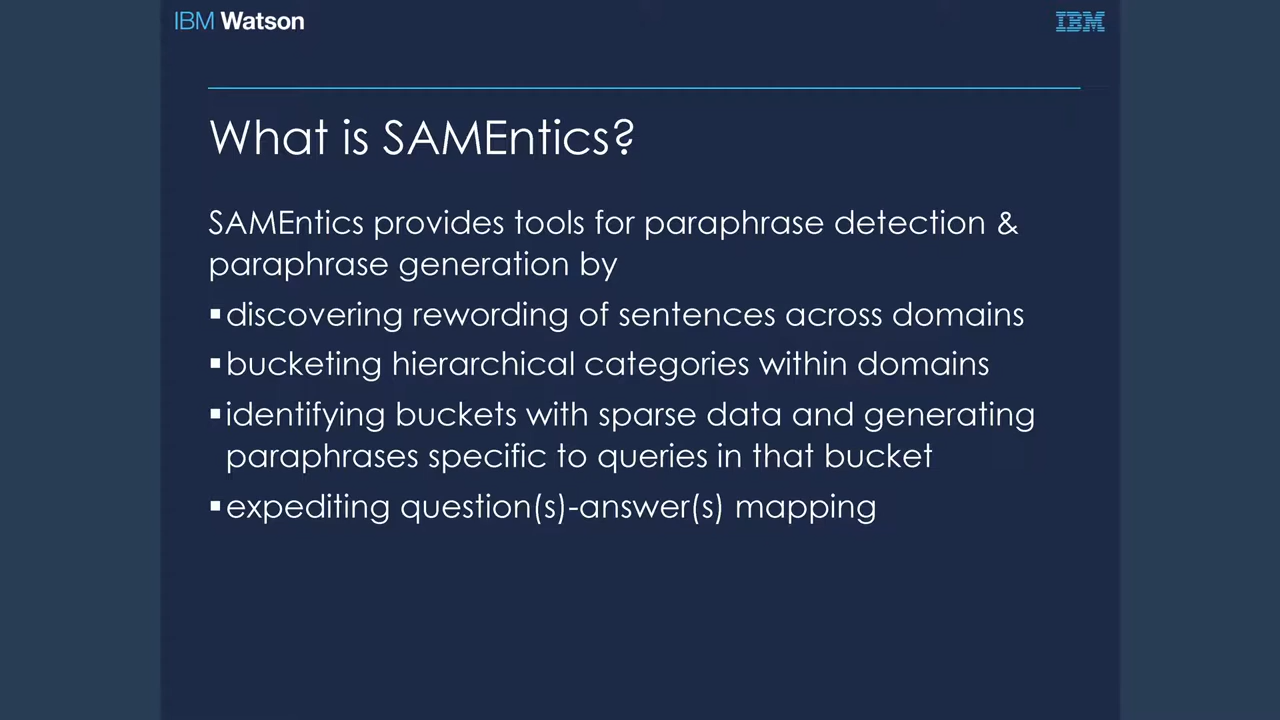 IBM Watson
IBM
What is SAMEntics?
SAMEntics provides tools for paraphrase detection &
paraphrase generation by
▪discovering rewording of sentences across domains
▪bucketing hierarchical categories within domains
▪identifying buckets with sparse data and generating
paraphrases specific to queries in that bucket
▪expediting question(s)-answer(s) mapping